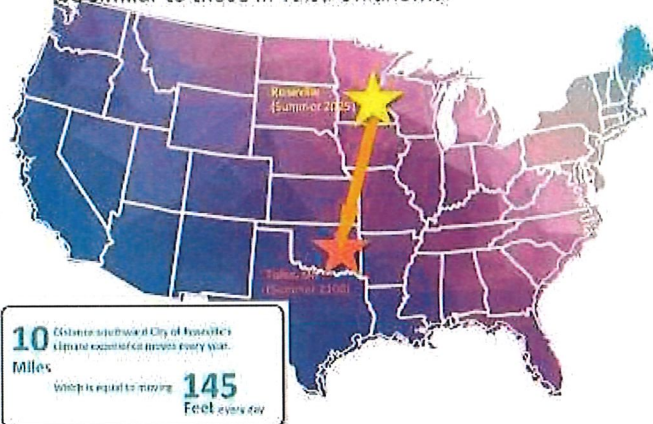 Roseville
(Summer 2025)
Tulsa, OK
(Summer 2100)
10 Distance southward City of Roseville's
climate experience moves every year.
Miles
Which is equal to moving 145
Feet every day